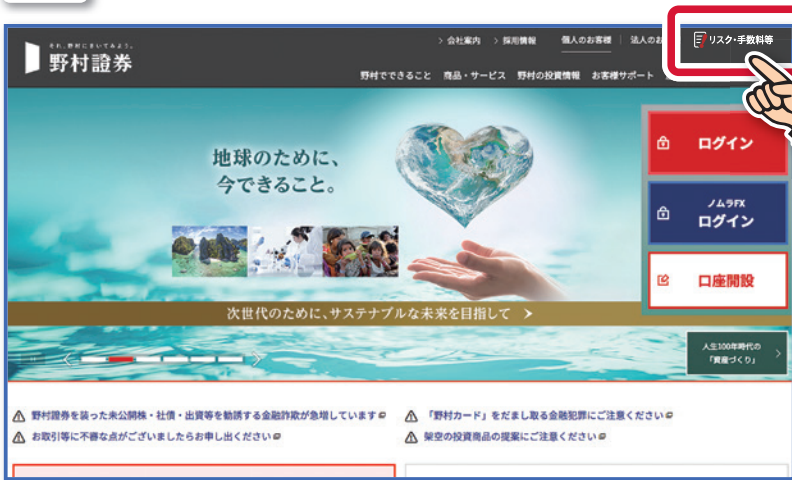 それ、野村にきいてみよう。
野村證券
> 会社案内 > 採用情報 個人のお客様 | 法人のお
リスク・手数料等
野村でできること 商品・サービス 野村の投資情報 お客様サポート
地球のために、
今できること。
次世代のために、サステナブルな未来を目指して >
ログイン
ノムラFX
ログイン
口座開設
人生100年時代の
「資産づくり」
野村證券を装った未公開株・社債・出資等を勧誘する金融詐欺が急増しています
「野村カード」をだまし取る金融犯罪にご注意ください
お取引等に不審な点がございましたらお申し出ください
架空の投資商品の提案にご注意ください